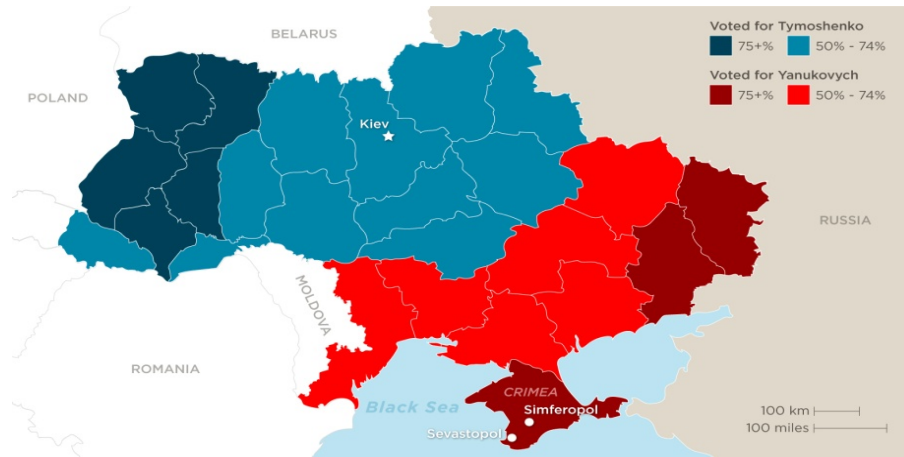 BELARUS
Voted for Tymoshenko
75+% 50% - 74%
Voted for Yanukovych
75+% 50% - 74%
POLAND
Kiev
RUSSIA
MOLDOVA
ROMANIA
CRIMEA
Black Sea
Simferopol
Sevastopol
100 km
100 miles